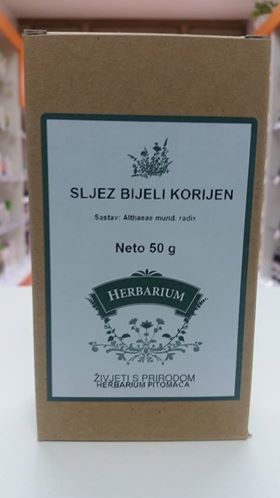 SLJEZ BIJELI KORIJEN
Sastav: Althaeae mund. radix
Neto 50 g
HERBARIUM
ŽIVJETI S PRIRODOM
HERBARIUM PITOMAČA